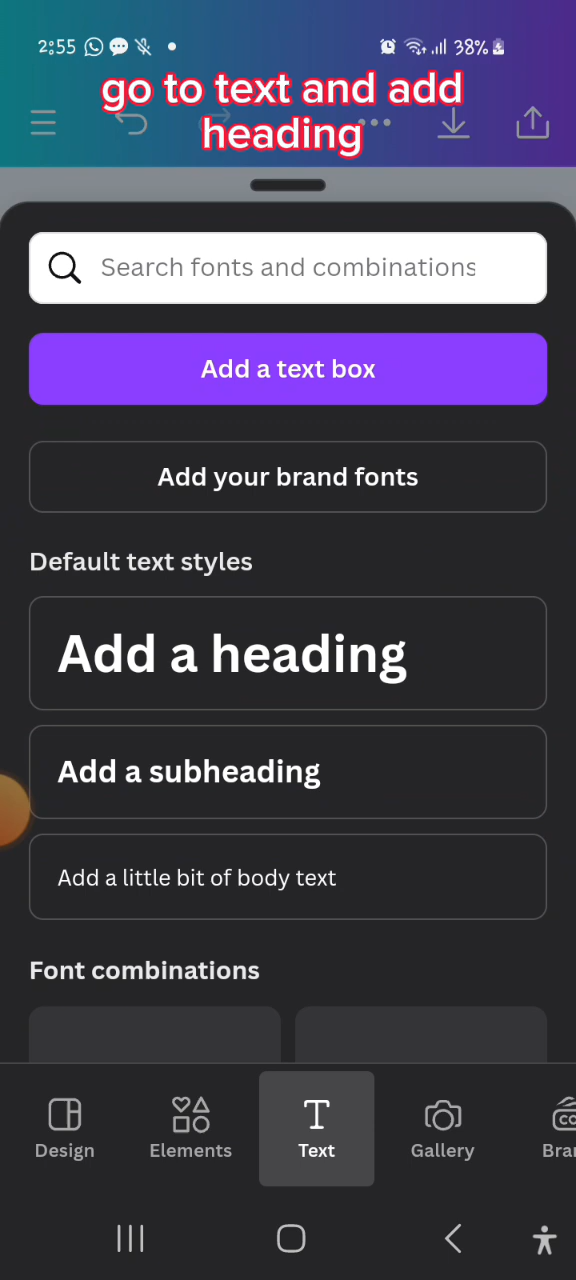 2:55
38%
go to text and add
heading
Search fonts and combinations
Add a text box
Add your brand fonts
Default text styles
Add a heading
Add a subheading
Add a little bit of body text
Font combinations
Design Elements Text Gallery Bran